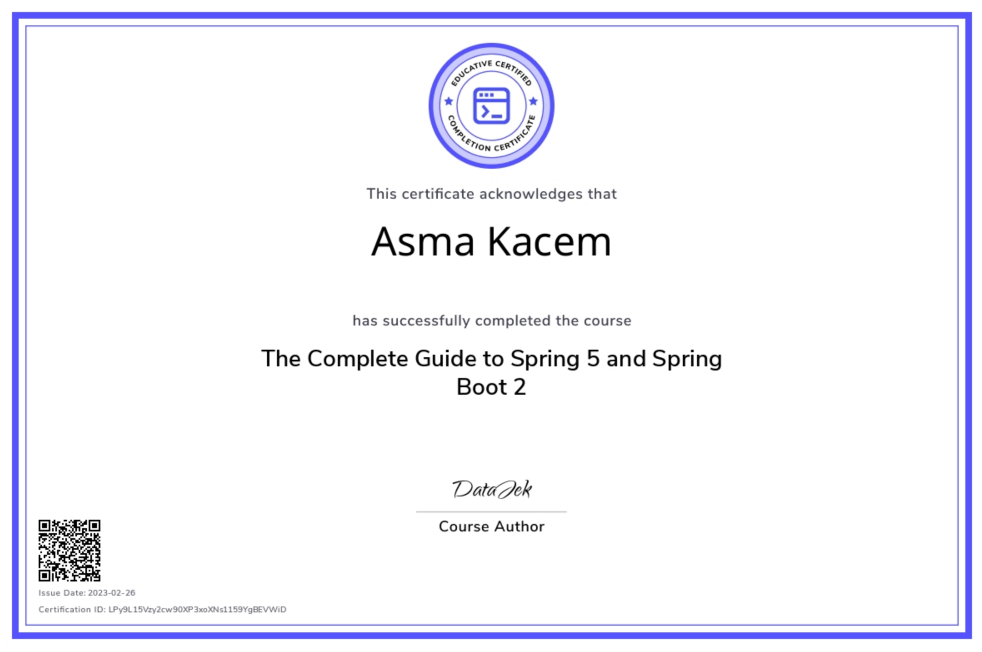 EDUCATIVE CERTIFIED
COMPLETION CERTIFICATE
This certificate acknowledges that
Asma Kacem
has successfully completed the course
The Complete Guide to Spring 5 and Spring
Boot 2
DataJek
Course Author
Issue Date: 2023-02-26
Certification ID: LPy9L15Vzy2cw90XP3xoXNs1159YgBEVWiD